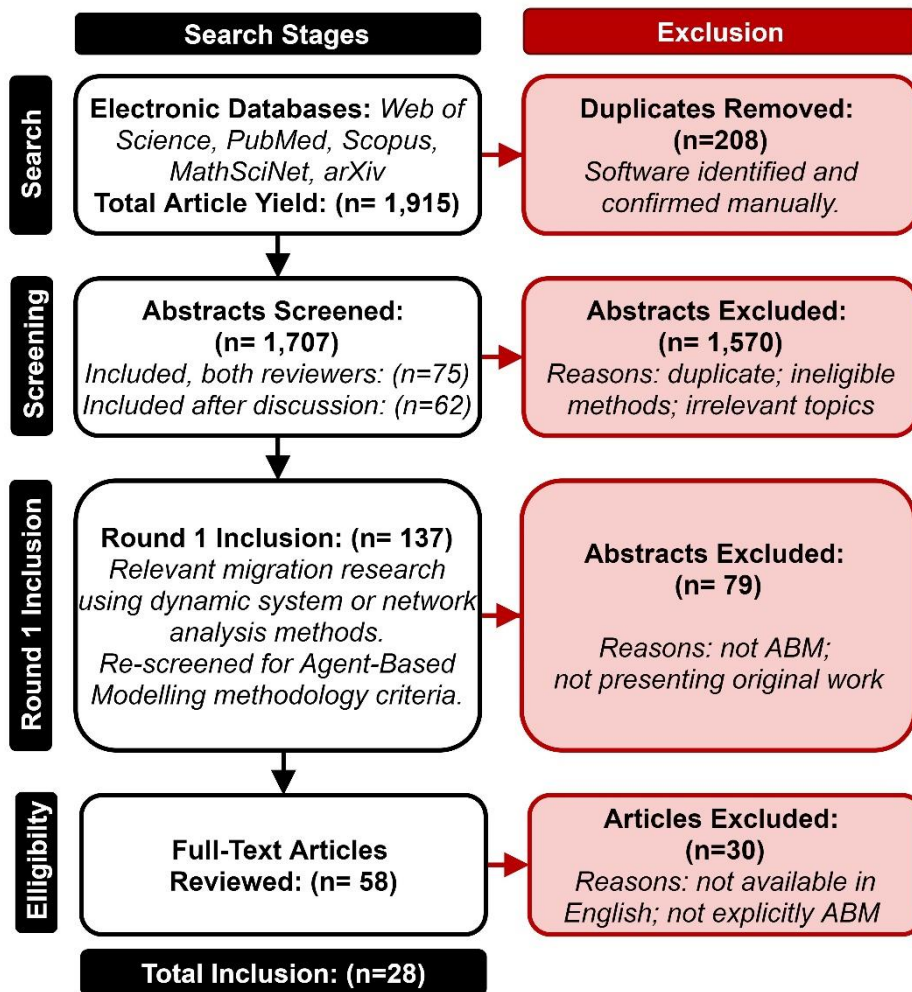 Search Stages
Exclusion
Search
Electronic Databases: Web of
Science, PubMed, Scopus,
MathSciNet, arXiv
Total Article Yield: (n= 1,915)
Duplicates Removed:
(n=208)
Software identified and
confirmed manually.
Screening
Abstracts Screened:
(n= 1,707)
Included, both reviewers: (n=75)
Included after discussion: (n=62)
Abstracts Excluded:
(n= 1,570)
Reasons: duplicate; ineligible
methods; irrelevant topics
Round 1 Inclusion
Round 1 Inclusion: (n= 137)
Relevant migration research
using dynamic system or network
analysis methods.
Re-screened for Agent-Based
Modelling methodology criteria.
Abstracts Excluded:
(n= 79)
Reasons: not ABM;
not presenting original work
Elligibilty
Full-Text Articles
Reviewed: (n= 58)
Articles Excluded:
(n=30)
Reasons: not available in
English; not explicitly ABM
Total Inclusion: (n=28)